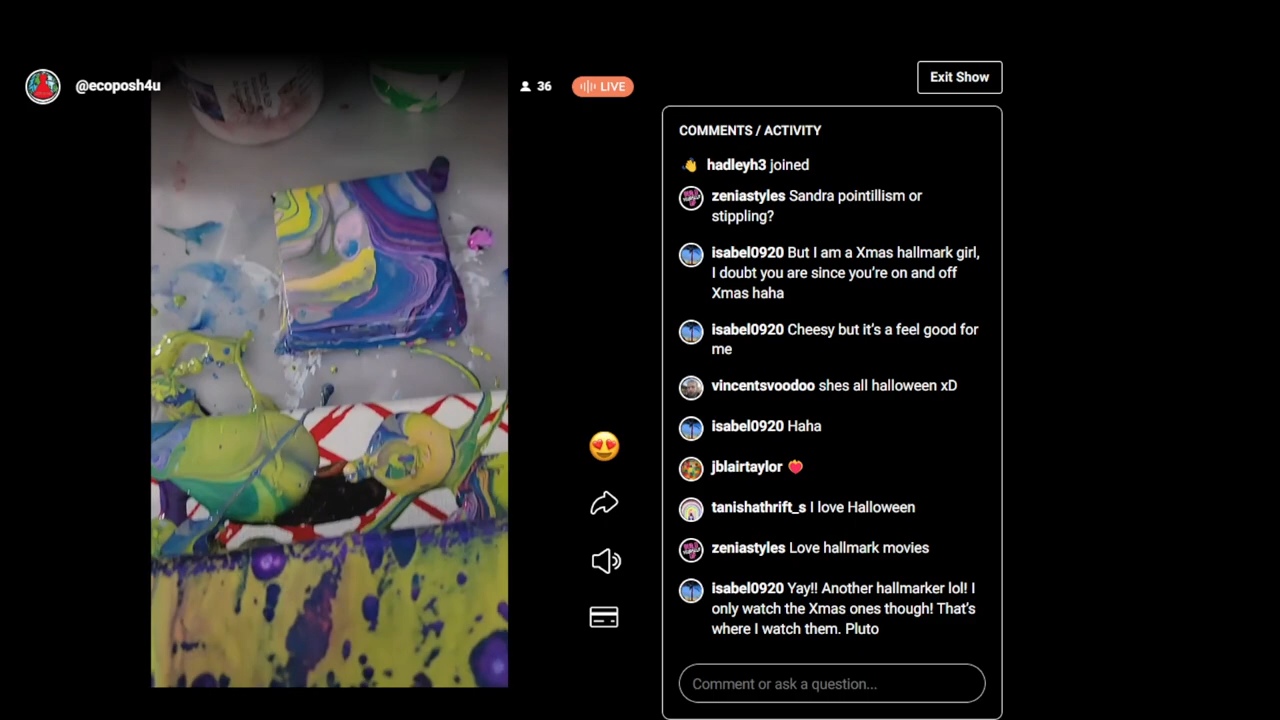 @ecoposh4u
36
LIVE
Exit Show
COMMENTS / ACTIVITY
hadleyh3 joined
zeniastyles Sandra pointillism or
stippling?
isabel0920 But I am a Xmas hallmark girl,
I doubt you are since you're on and off
Xmas haha
isabel0920 Cheesy but it's a feel good for
me
vincentsvoodoo shes all halloween xD
isabel0920 Haha
jblairtaylor
tanishathrift_s I love Halloween
zeniastyles Love hallmark movies
isabel0920 Yay!! Another hallmarker lol! I
only watch the Xmas ones though! That's
where I watch them. Pluto
Comment or ask a question...